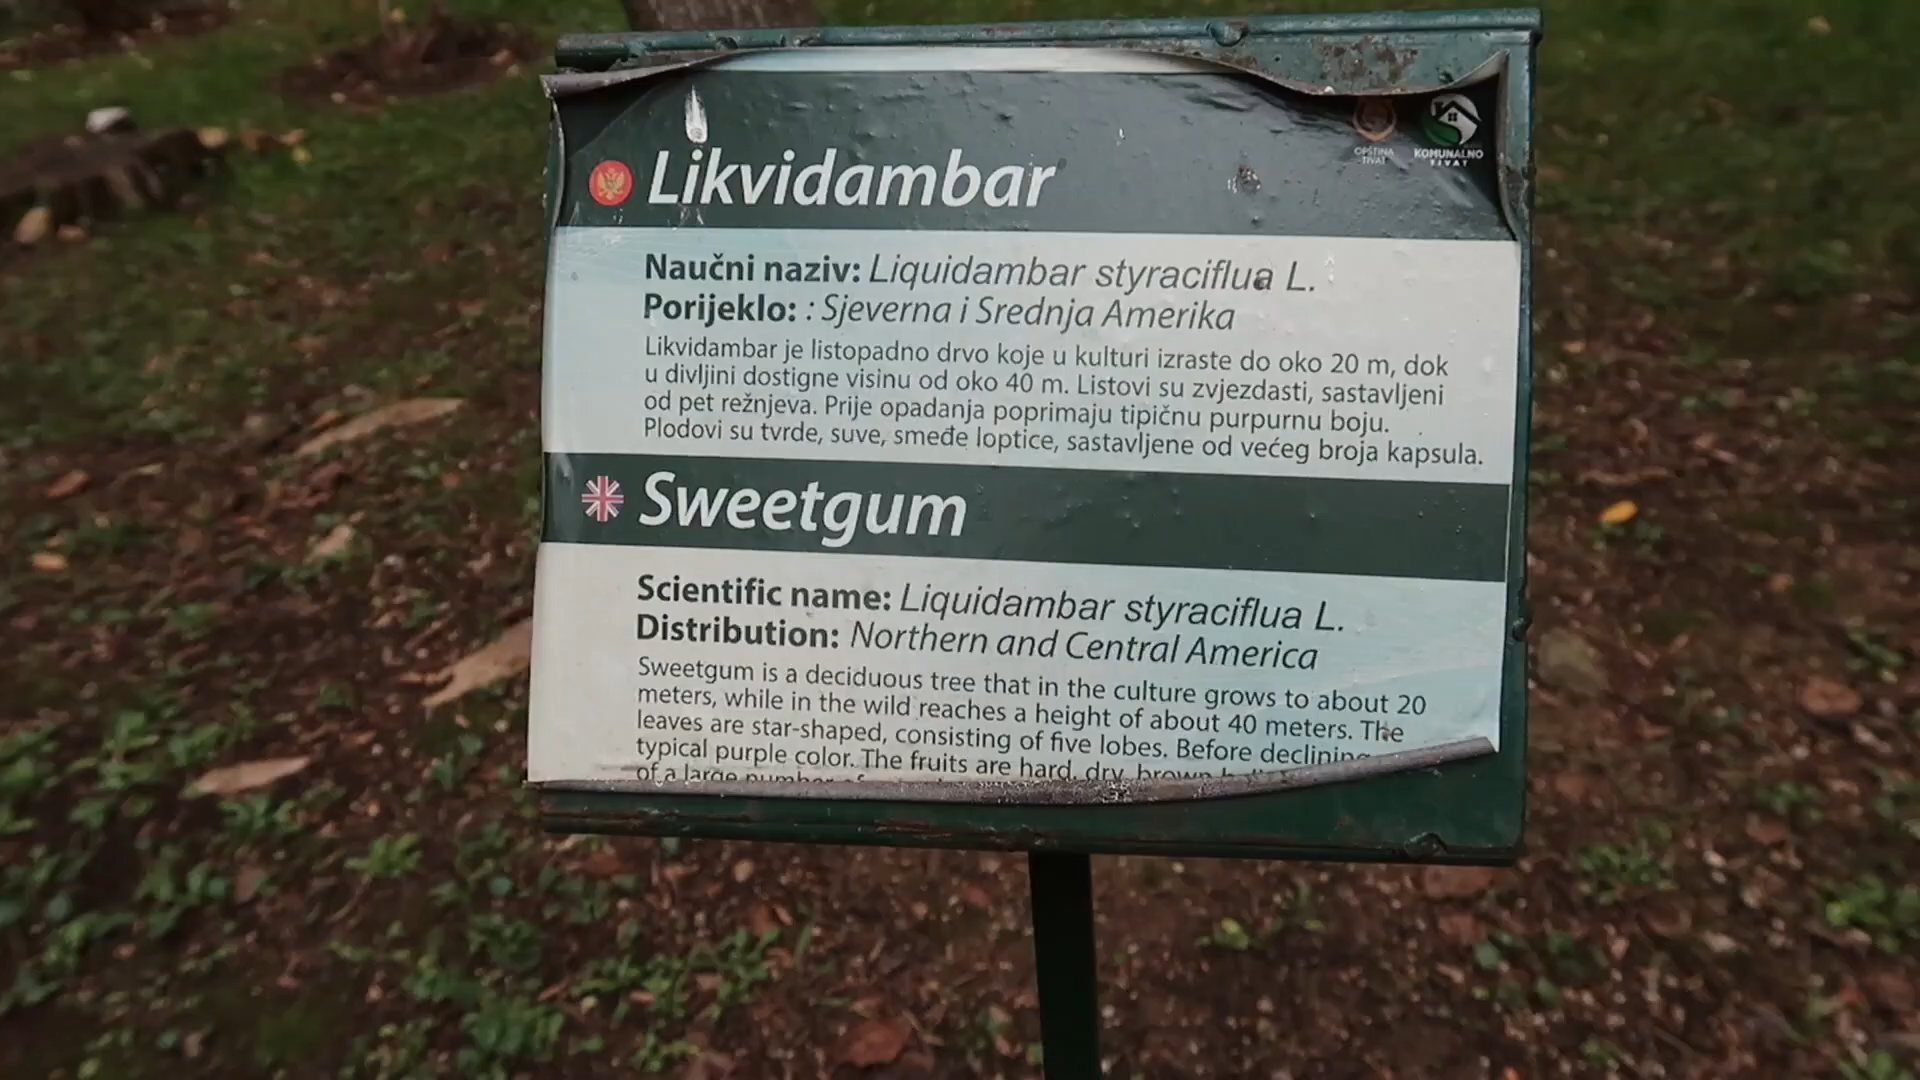 OPŠTINA
TIVAT
KOMUNALNO
TIVAT
Likvidambar
Naučni naziv: Liquidambar styraciflua L.
Porijeklo: : Sjeverna i Srednja Amerika
Likvidambar je listopadno drvo koje u kulturi izraste do oko 20 m, dok
u divljini dostigne visinu od oko 40 m. Listovi su zvjezdasti, sastavljeni
od pet režnjeva. Prije opadanja poprimaju tipičnu purpurnu boju.
Plodovi su tvrde, suve, smeđe loptice, sastavljene od većeg broja kapsula.
Sweetgum
Scientific name: Liquidambar styraciflua L.
Distribution: Northern and Central America
Sweetgum is a deciduous tree that in the culture grows to about 20
meters, while in the wild reaches a height of about 40 meters. The
leaves are star-shaped, consisting of five lobes. Before declining
typical purple color. The fruits are hard, dry, brown
of a large number of